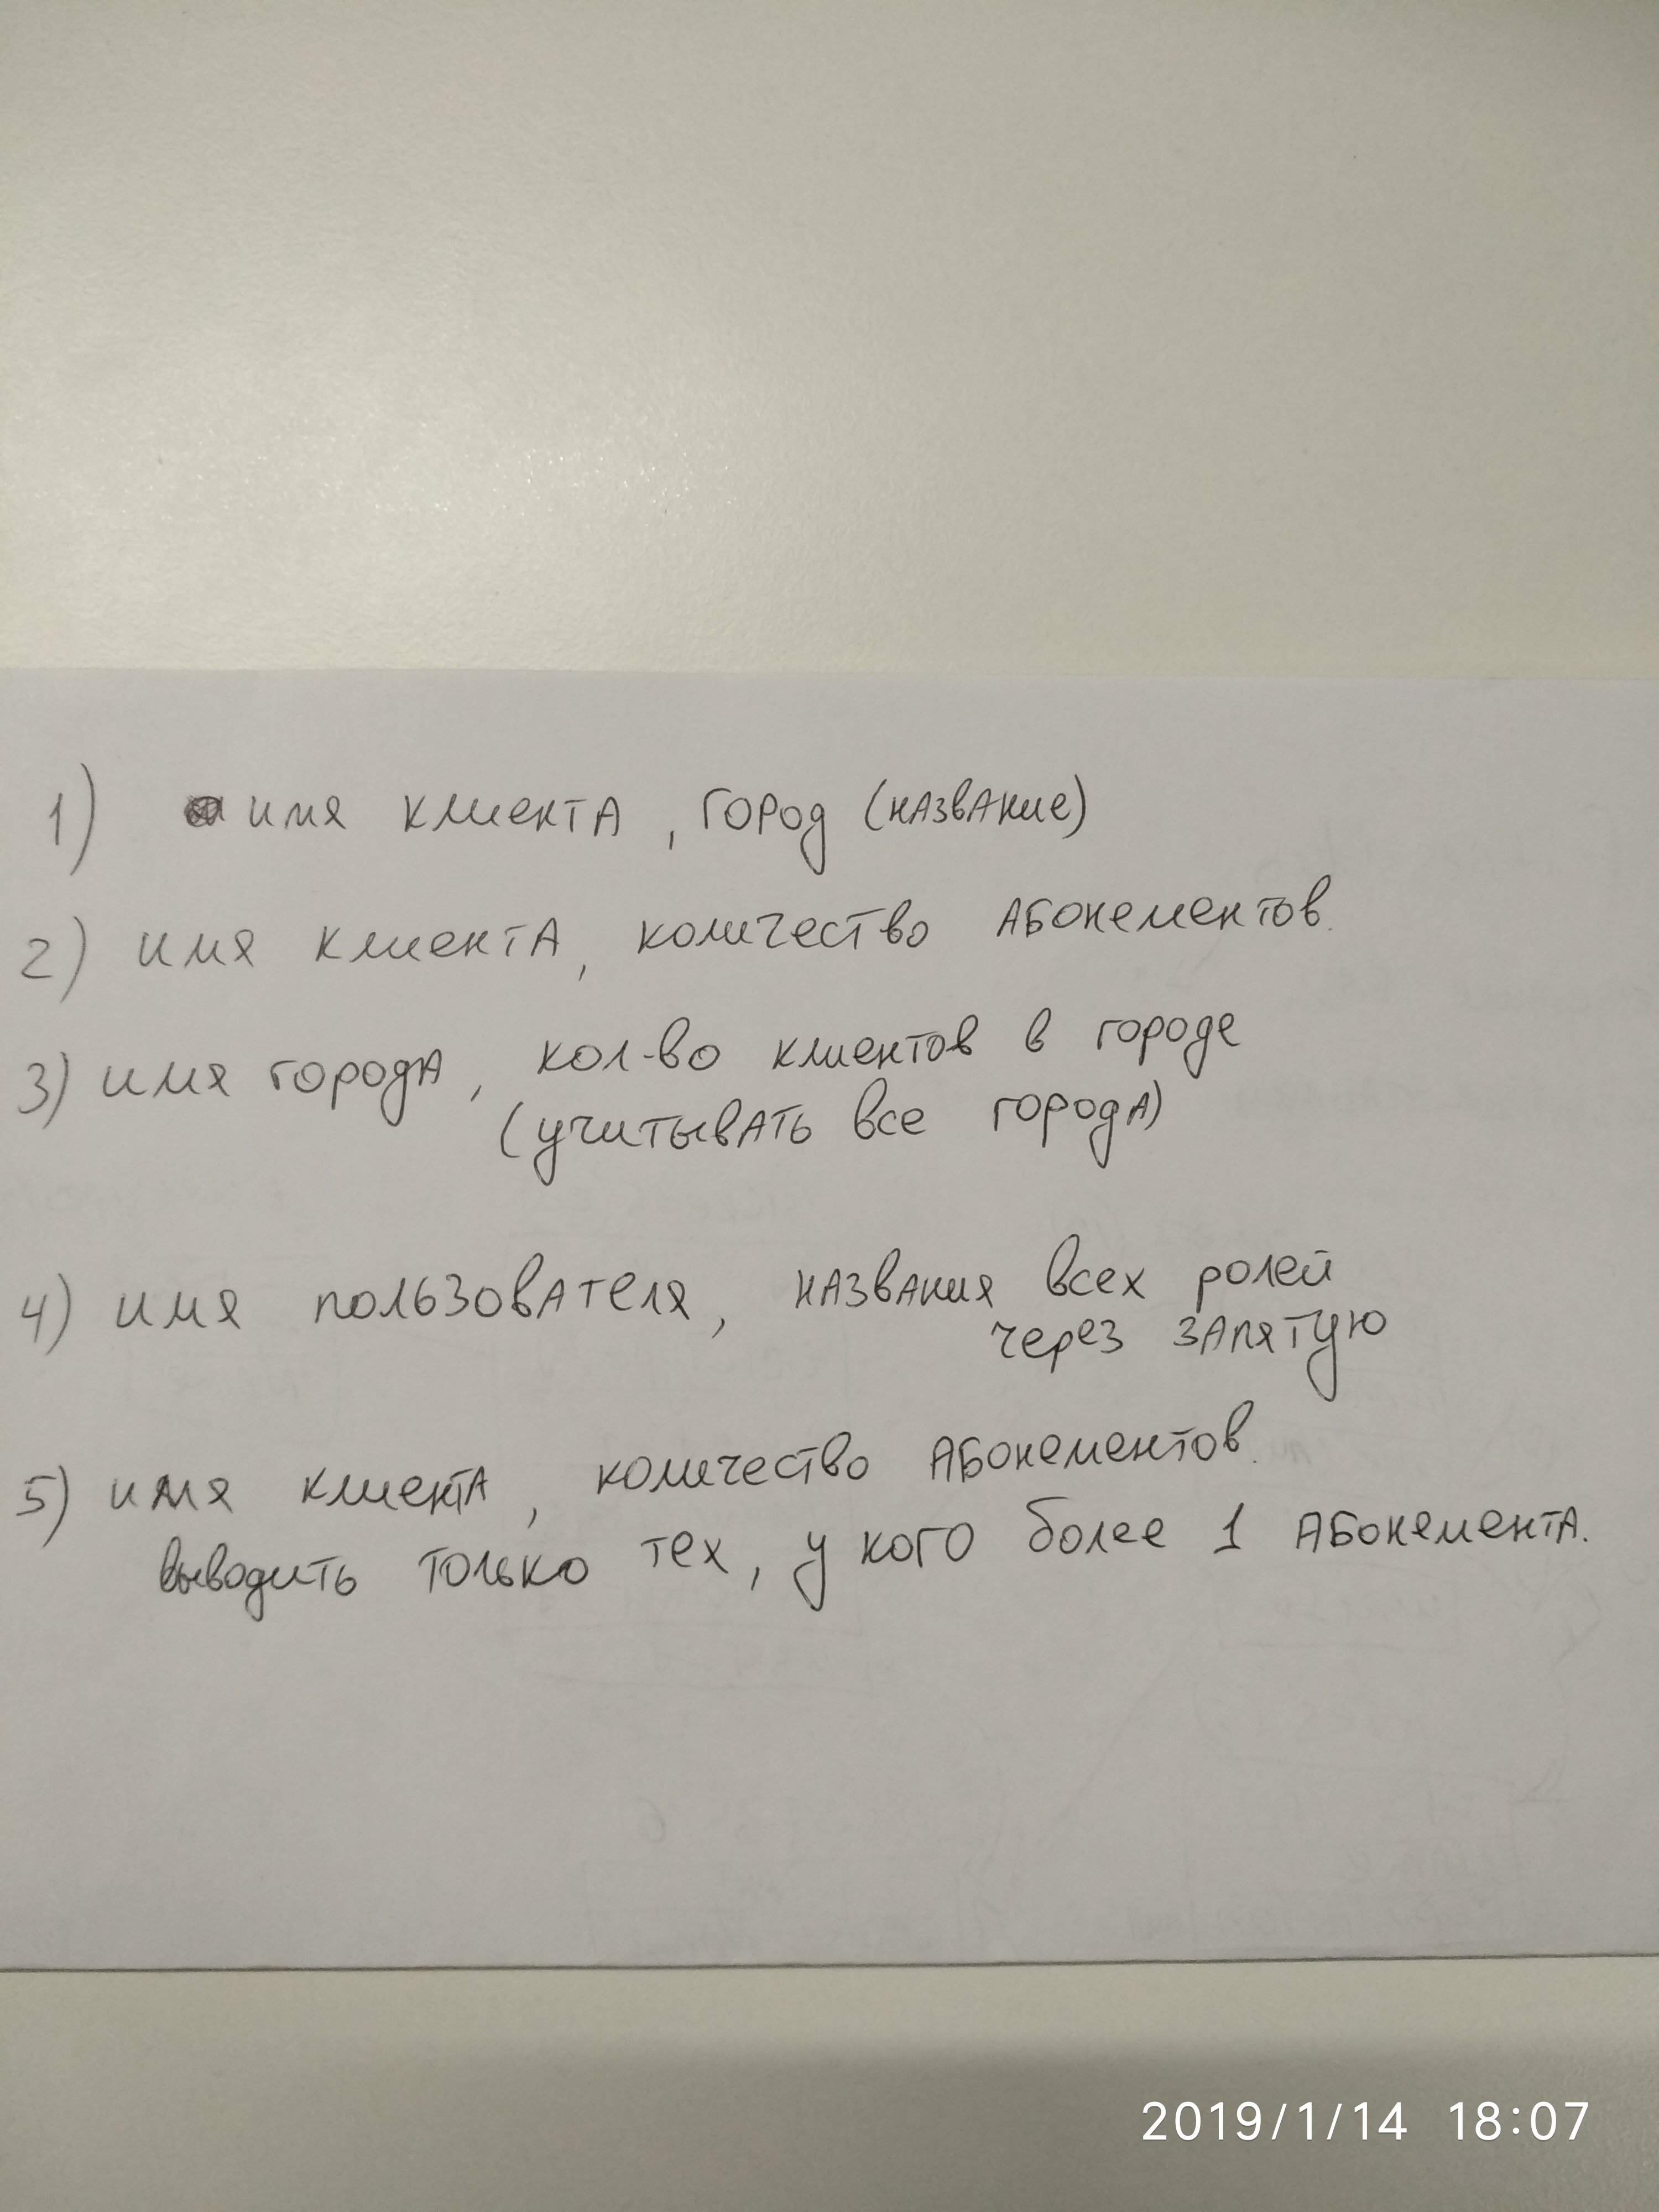 1) имя клиента, город (название)
2) имя клиента, количество абонементов.
3) имя города, кол-во клиентов в городе
(учитывать все города)
4) имя пользователя, названия всех ролей
через запятую
5) имя клиента, количество абонементов.
выводить только тех, у кого более 1 абонемента.
2019/1/14 18:07